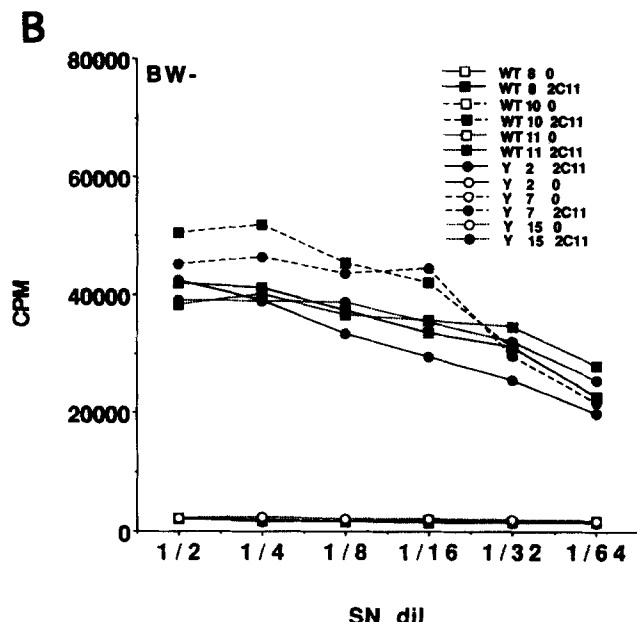 B
80000
BW-
WT 8 0
WT 8 2C11
WT 10 0
WT 10 2C11
WT 11 0
WT 11 2C11
Y 2 2C11
Y 2 0
Y 7 0
Y 7 2C11
Y 15 0
Y 15 2C11
60000
40000
20000
0
CPM
1/2 1/4 1/8 1/16 1/32 1/64
SN dil